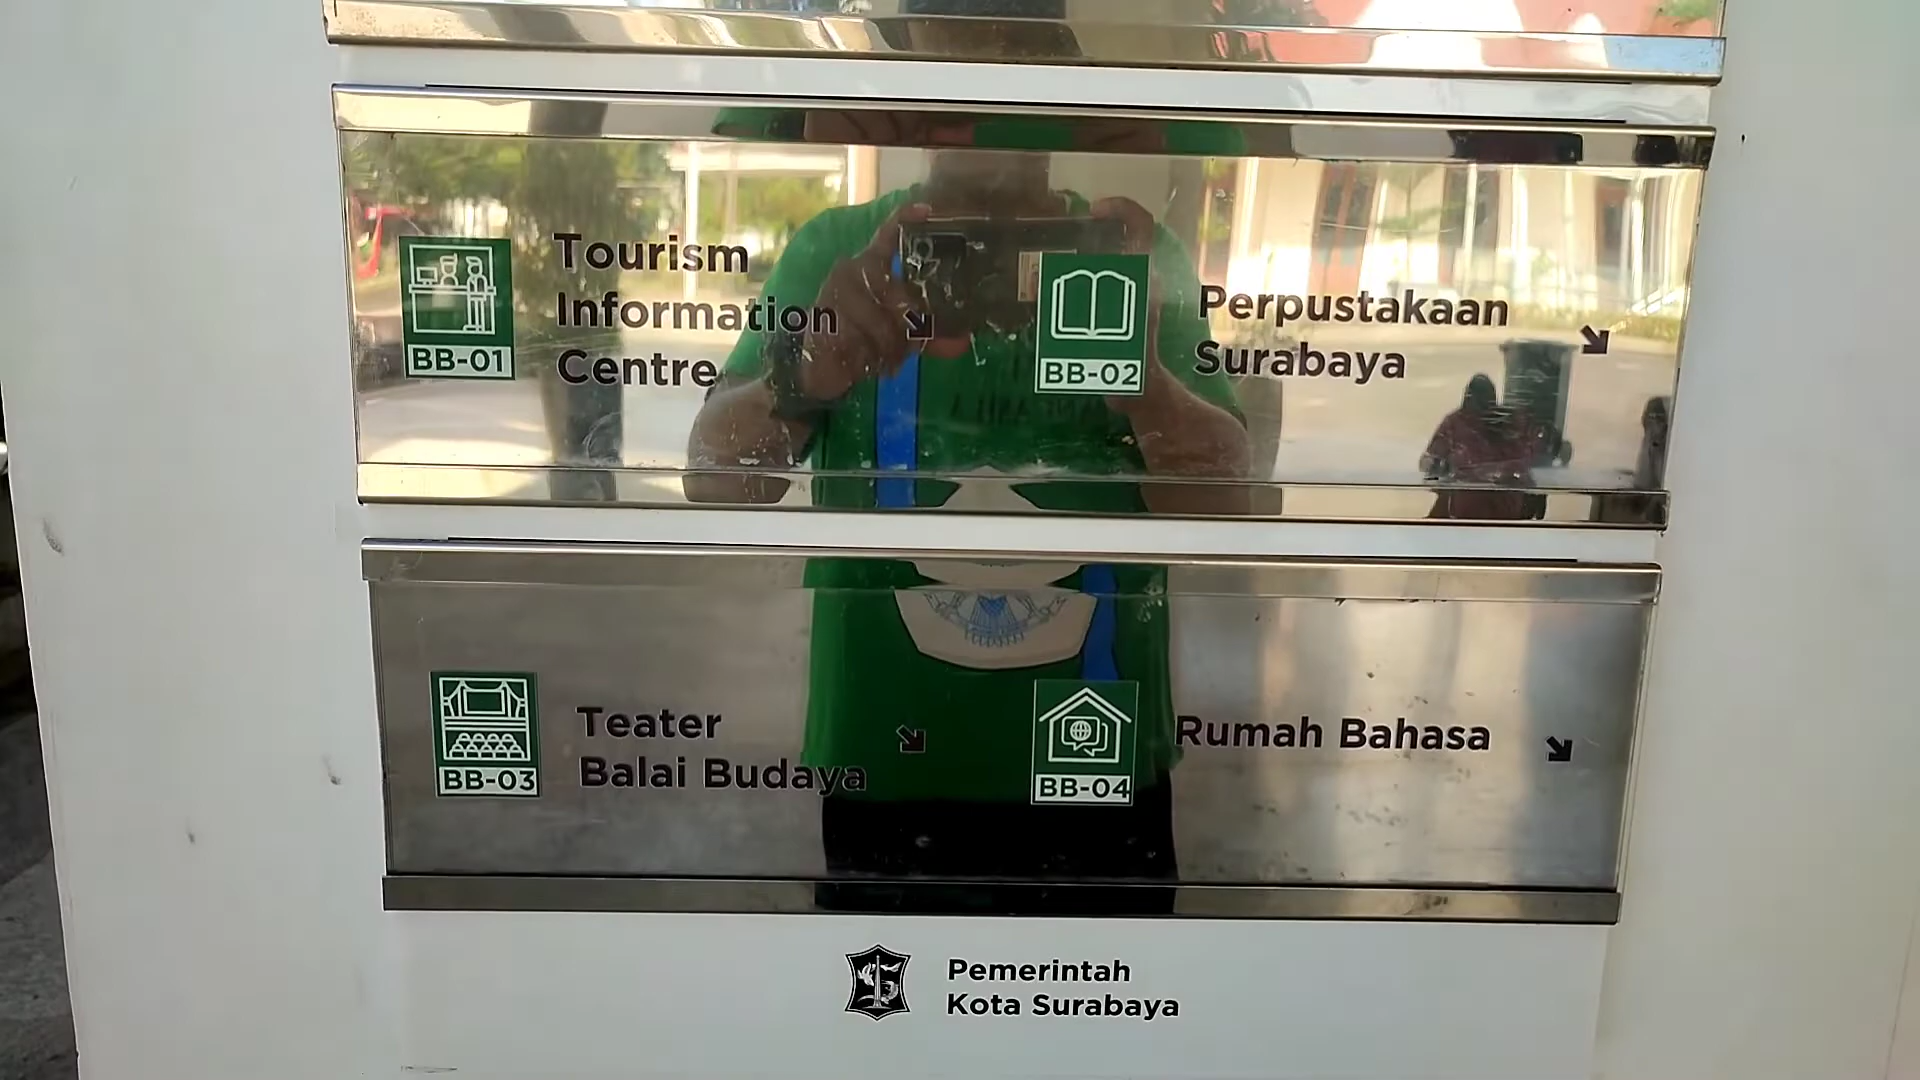 Tourism
Information
Centre
BB-01
Perpustakaan
Surabaya
BB-02
Teater
Balai Budaya
BB-03
Rumah Bahasa
BB-04
Pemerintah
Kota Surabaya